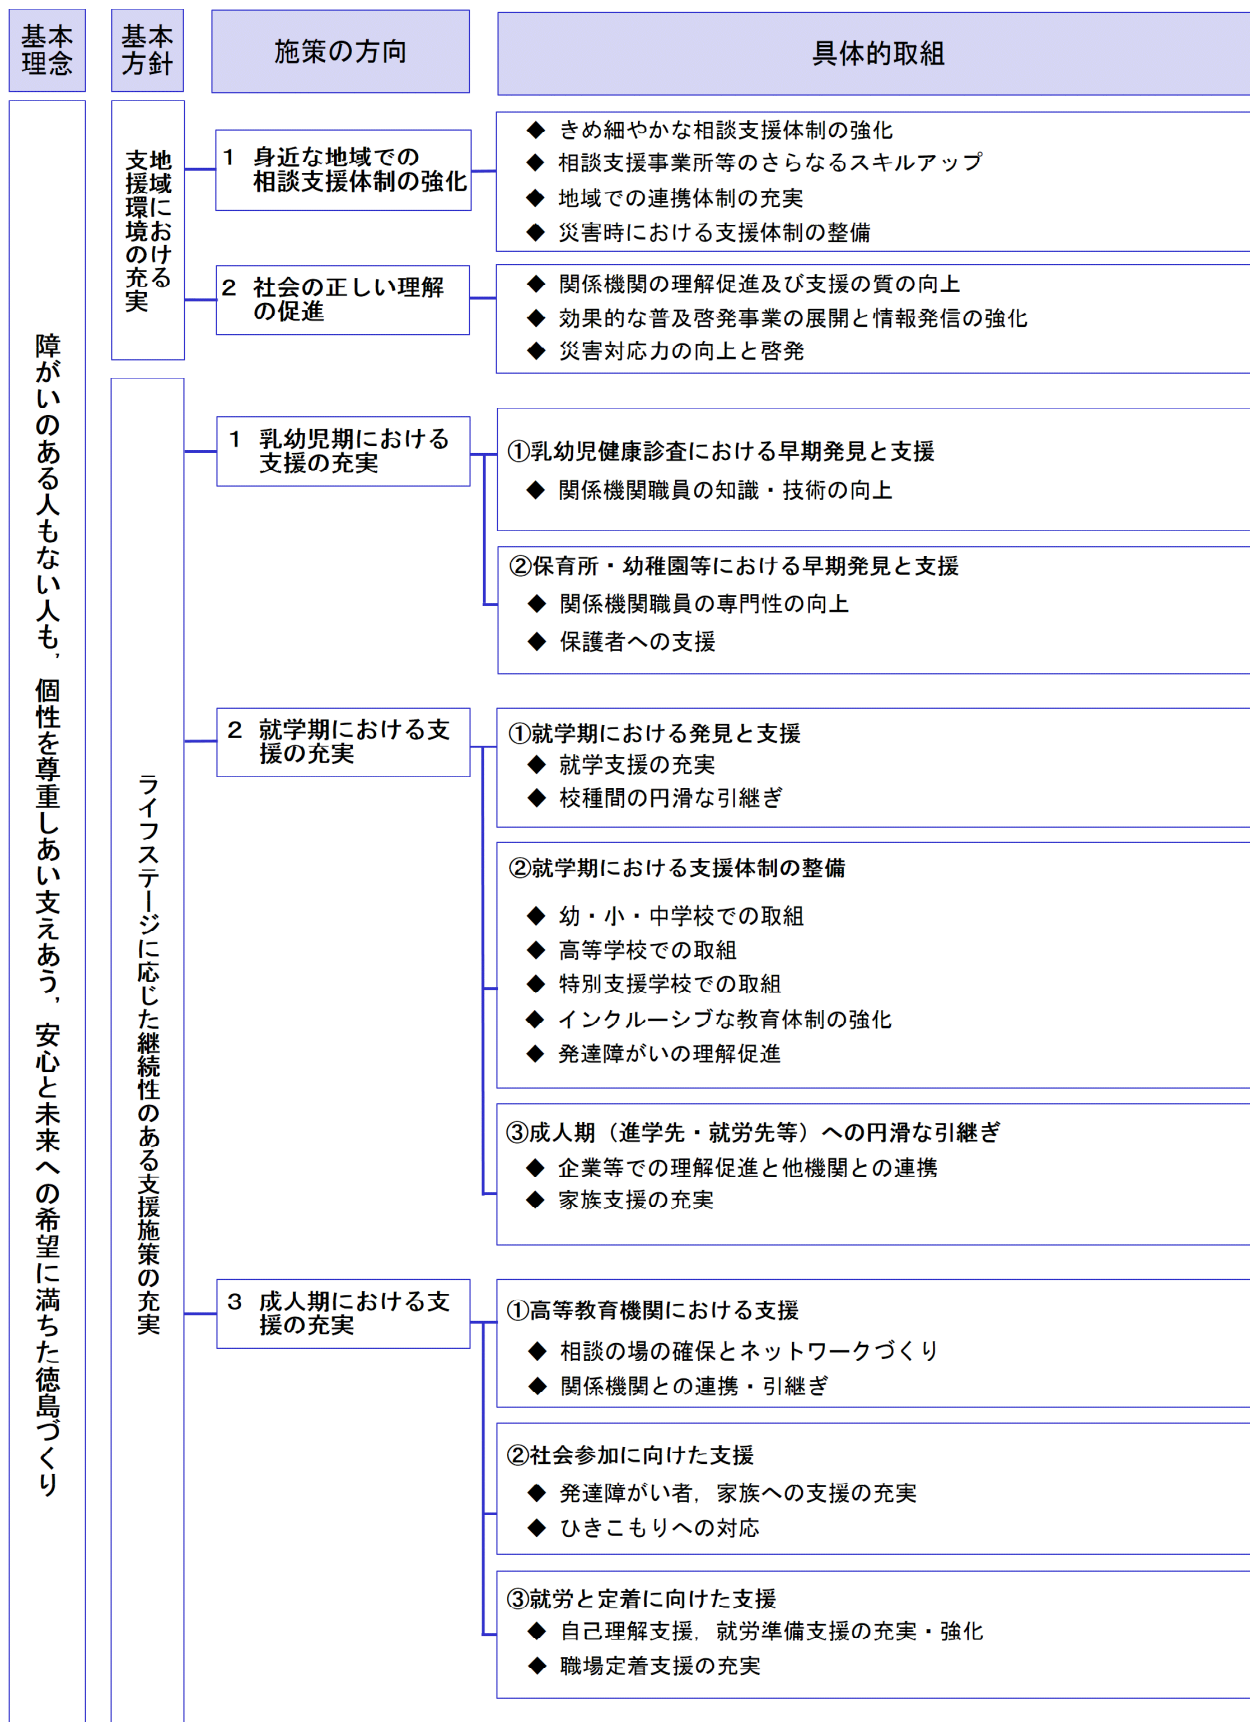 基本
理念
基本
方針
施策の方向
具体的取組
障がいのある人もない人も，個性を尊重しあい支えあう，安心と未来への希望に満ちた徳島づくり
地域における
支援環境の充実
1 身近な地域での
相談支援体制の強化
◆ きめ細やかな相談支援体制の強化
◆ 相談支援事業所等のさらなるスキルアップ
◆ 地域での連携体制の充実
◆ 災害時における支援体制の整備
2 社会の正しい理解
の促進
◆ 関係機関の理解促進及び支援の質の向上
◆ 効果的な普及啓発事業の展開と情報発信の強化
◆ 災害対応力の向上と啓発
ライフステージに応じた継続性のある支援施策の充実
1 乳幼児期における
支援の充実
①乳幼児健康診査における早期発見と支援
◆ 関係機関職員の知識・技術の向上
②保育所・幼稚園等における早期発見と支援
◆ 関係機関職員の専門性の向上
◆ 保護者への支援
2 就学期における支
援の充実
①就学期における発見と支援
◆ 就学支援の充実
◆ 校種間の円滑な引継ぎ
②就学期における支援体制の整備
◆ 幼・小・中学校での取組
◆ 高等学校での取組
◆ 特別支援学校での取組
◆ インクルーシブな教育体制の強化
◆ 発達障がいの理解促進
③成人期（進学先・就労先等）への円滑な引継ぎ
◆ 企業等での理解促進と他機関との連携
◆ 家族支援の充実
3 成人期における支
援の充実
①高等教育機関における支援
◆ 相談の場の確保とネットワークづくり
◆ 関係機関との連携・引継ぎ
②社会参加に向けた支援
◆ 発達障がい者，家族への支援の充実
◆ ひきこもりへの対応
③就労と定着に向けた支援
◆ 自己理解支援，就労準備支援の充実・強化
◆ 職場定着支援の充実